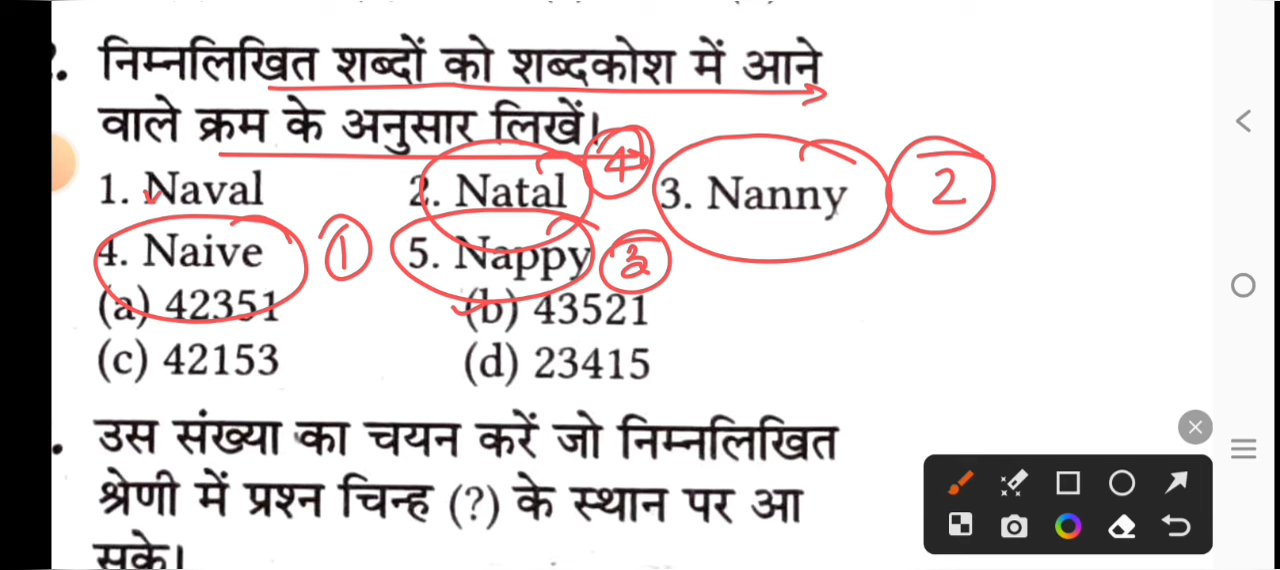 निम्नलिखित शब्दों को शब्दकोश में आने
वाले क्रम के अनुसार लिखें।
1. Naval 2. Natal 4 3. Nanny 2
4. Naive 1 5. Nappy 3
(a) 42351 (b) 43521
(c) 42153 (d) 23415
. उस संख्या का चयन करें जो निम्नलिखित
श्रेणी में प्रश्न चिन्ह (?) के स्थान पर आ
सके।